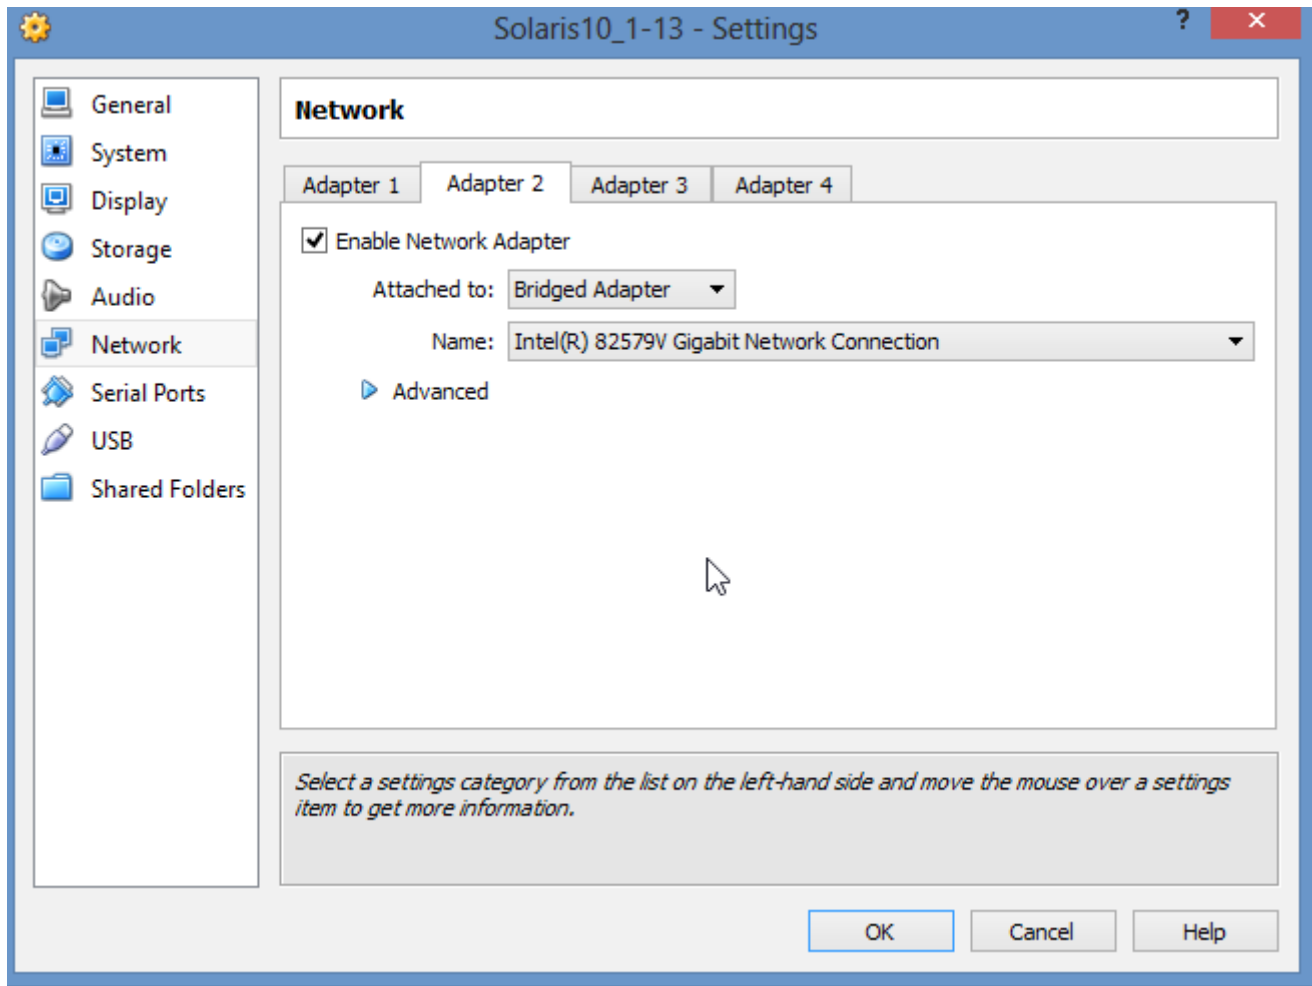 Solaris10_1-13 - Settings
?
General
System
Display
Storage
Audio
Network
Serial Ports
USB
Shared Folders
Network
Adapter 1
Adapter 2
Adapter 3
Adapter 4
Enable Network Adapter
Attached to: Bridged Adapter
Name: Intel(R) 82579V Gigabit Network Connection
Advanced
Select a settings category from the list on the left-hand side and move the mouse over a settings
item to get more information.
OK
Cancel
Help